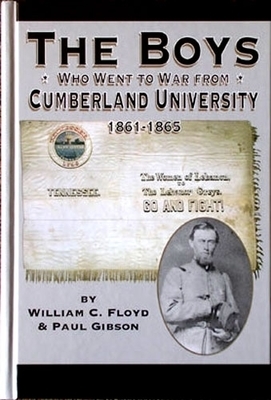 THE BOYS
WHO WENT TO WAR FROM
CUMBERLAND UNIVERSITY
1861-1865
The Women of Lebanon,
TO
TENNESSEE.
The Lebanon Greys.
GO AND FIGHT!
BY
WILLIAM C. FLOYD
& PAUL GIBSON